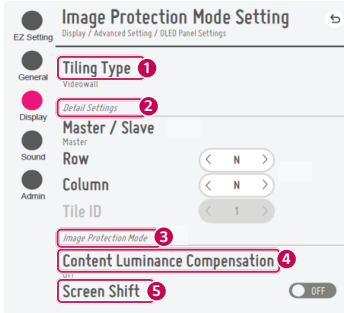 Image Protection Mode Setting
Display / Advanced Setting / OLED Panel Settings
EZ Setting
General
Display
Sound
Admin
Tiling Type 1
Videowall
Detail Settings 2
Master / Slave
Master
Row < N >
Column < N >
Tile ID < 1 >
Image Protection Mode 3
Content Luminance Compensation 4
Off
Screen Shift 5
OFF